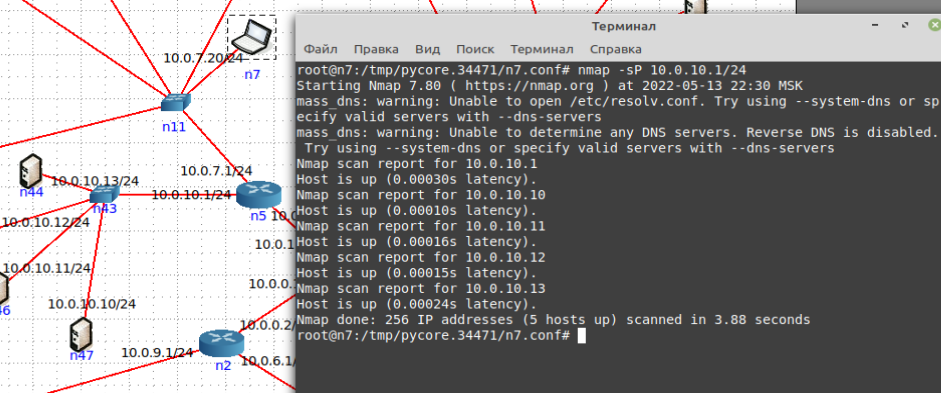 10.0.7.20/24
n7
n11
10.0.7.1/24
n44
10.0.10.13/24
n43
10.0.10.1/24
n5
10.0.10.12/24
10.0.1
10.0.10.11/24
10.0.0.
10.0.10.10/24
n47
10.0.0.2/
10.0.9.1/24
n2
10.0.6.1/
Терминал
Файл Правка Вид Поиск Терминал Справка
root@n7:/tmp/pycore.34471/n7.conf# nmap -sP 10.0.10.1/24
Starting Nmap 7.80 ( https://nmap.org ) at 2022-05-13 22:30 MSK
mass_dns: warning: Unable to open /etc/resolv.conf. Try using --system-dns or sp
ecify valid servers with --dns-servers
mass_dns: warning: Unable to determine any DNS servers. Reverse DNS is disabled.
 Try using --system-dns or specify valid servers with --dns-servers
Nmap scan report for 10.0.10.1
Host is up (0.00030s latency).
Nmap scan report for 10.0.10.10
Host is up (0.00010s latency).
Nmap scan report for 10.0.10.11
Host is up (0.00016s latency).
Nmap scan report for 10.0.10.12
Host is up (0.00015s latency).
Nmap scan report for 10.0.10.13
Host is up (0.00024s latency).
Nmap done: 256 IP addresses (5 hosts up) scanned in 3.88 seconds
root@n7:/tmp/pycore.34471/n7.conf#